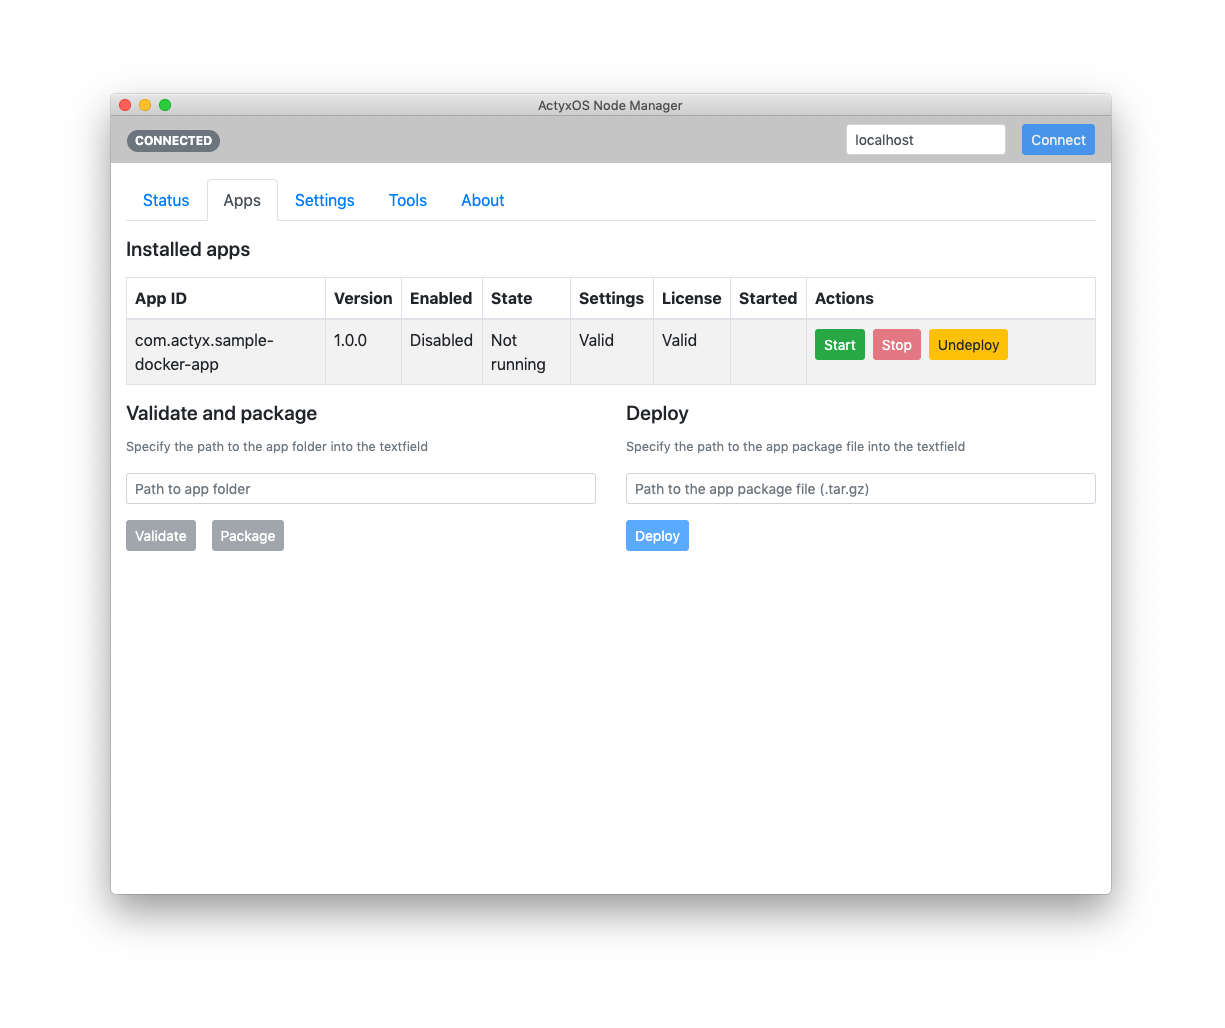 ActyxOS Node Manager
CONNECTED
localhost
Connect
Status Apps Settings Tools About
Installed apps
App ID Version Enabled State Settings License Started Actions
com.actyx.sample- 1.0.0 Disabled Not Valid Valid Start Stop Undeploy
docker-app running
Validate and package
Specify the path to the app folder into the textfield
Path to app folder
Validate Package
Deploy
Specify the path to the app package file into the textfield
Path to the app package file (.tar.gz)
Deploy